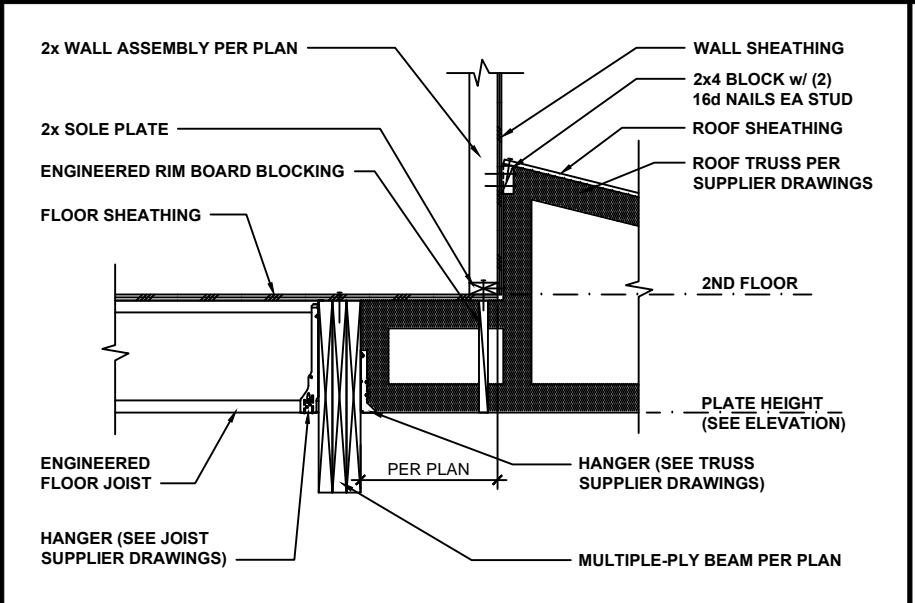 2x WALL ASSEMBLY PER PLAN
2x SOLE PLATE
ENGINEERED RIM BOARD BLOCKING
FLOOR SHEATHING
WALL SHEATHING
2x4 BLOCK w/ (2)
16d NAILS EA STUD
ROOF SHEATHING
ROOF TRUSS PER
SUPPLIER DRAWINGS
2ND FLOOR
PLATE HEIGHT
(SEE ELEVATION)
ENGINEERED
FLOOR JOIST
PER PLAN
HANGER (SEE TRUSS
SUPPLIER DRAWINGS)
HANGER (SEE JOIST
SUPPLIER DRAWINGS)
MULTIPLE-PLY BEAM PER PLAN